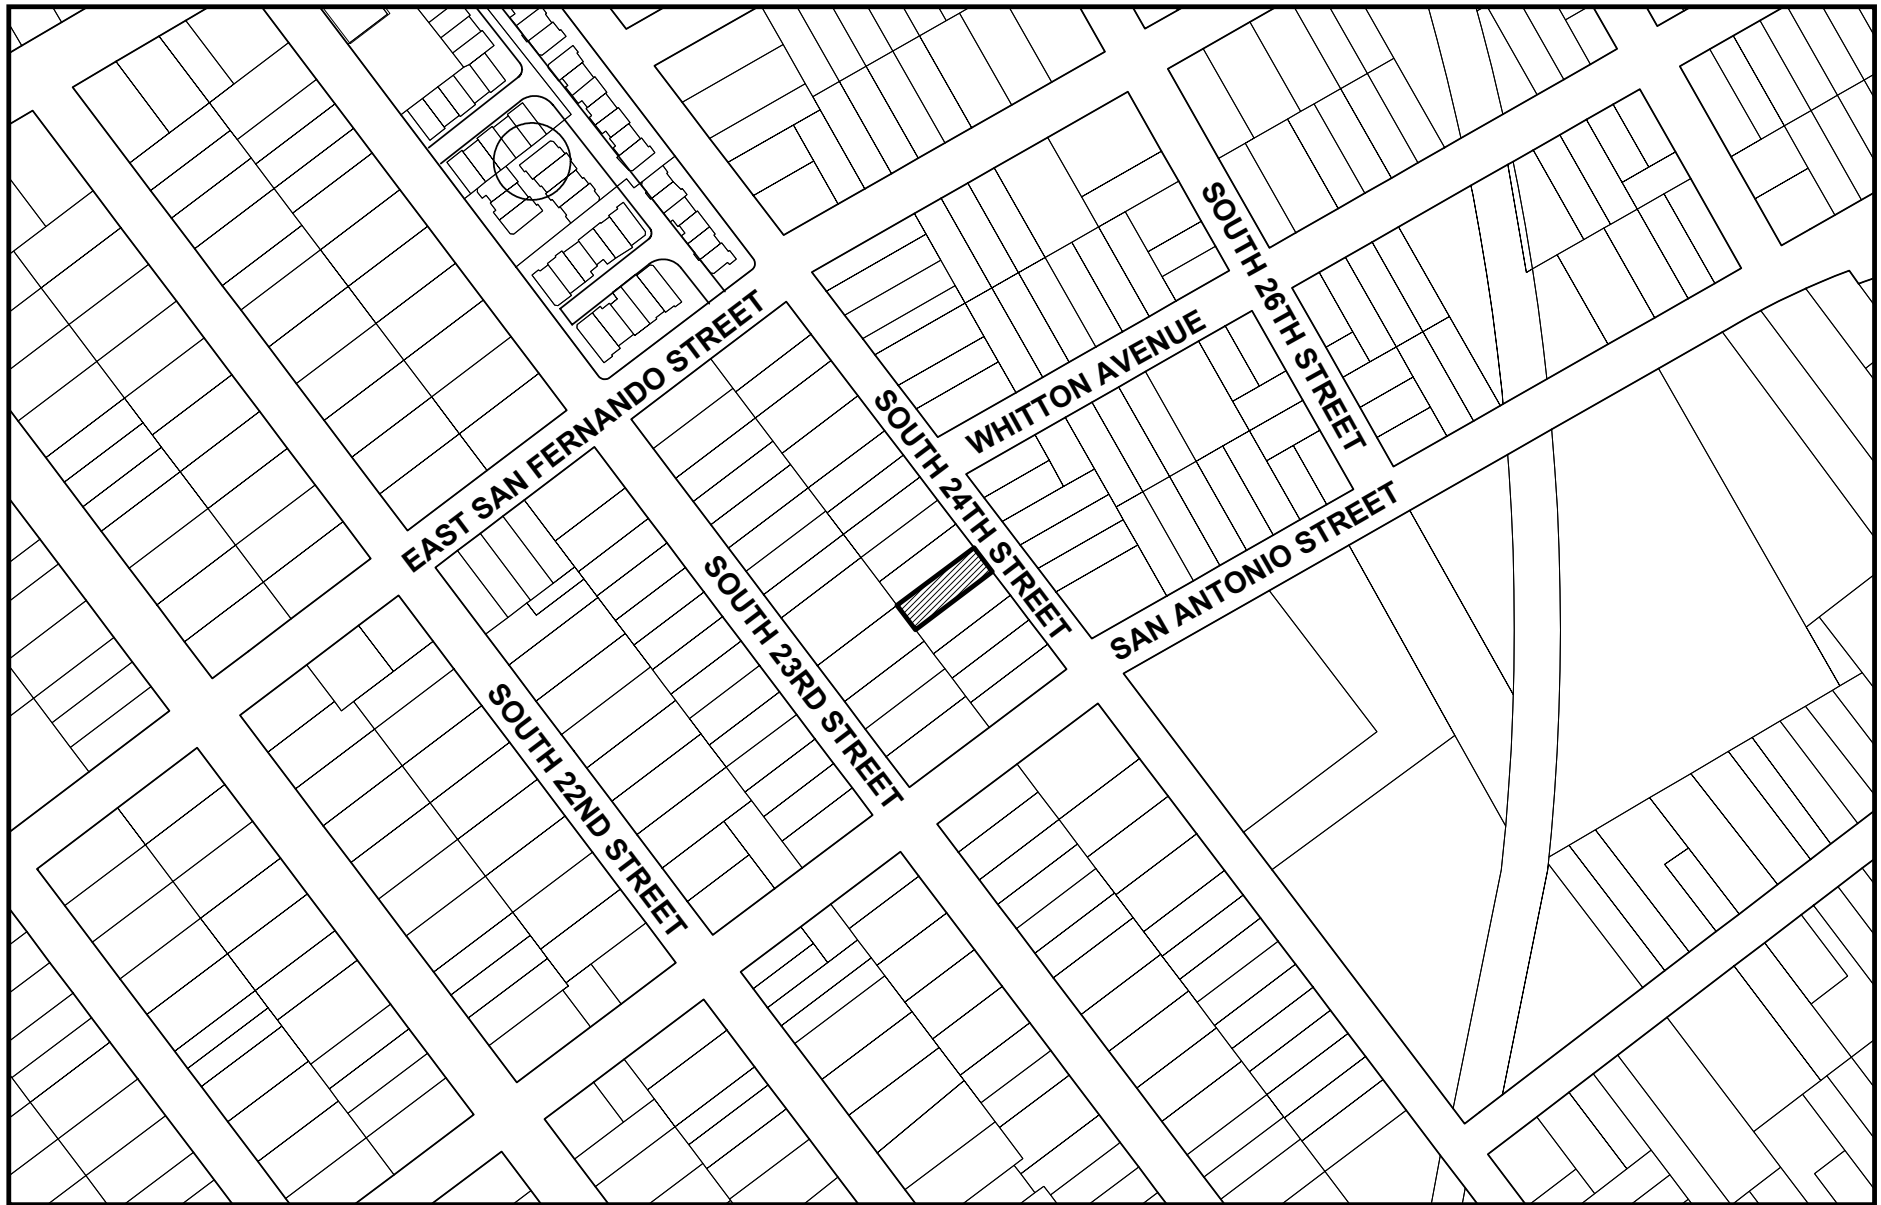 SOUTH 26TH STREET
EAST SAN FERNANDO STREET
WHITTON AVENUE
SOUTH 24TH STREET
SAN ANTONIO STREET
SOUTH 23RD STREET
SOUTH 22ND STREET